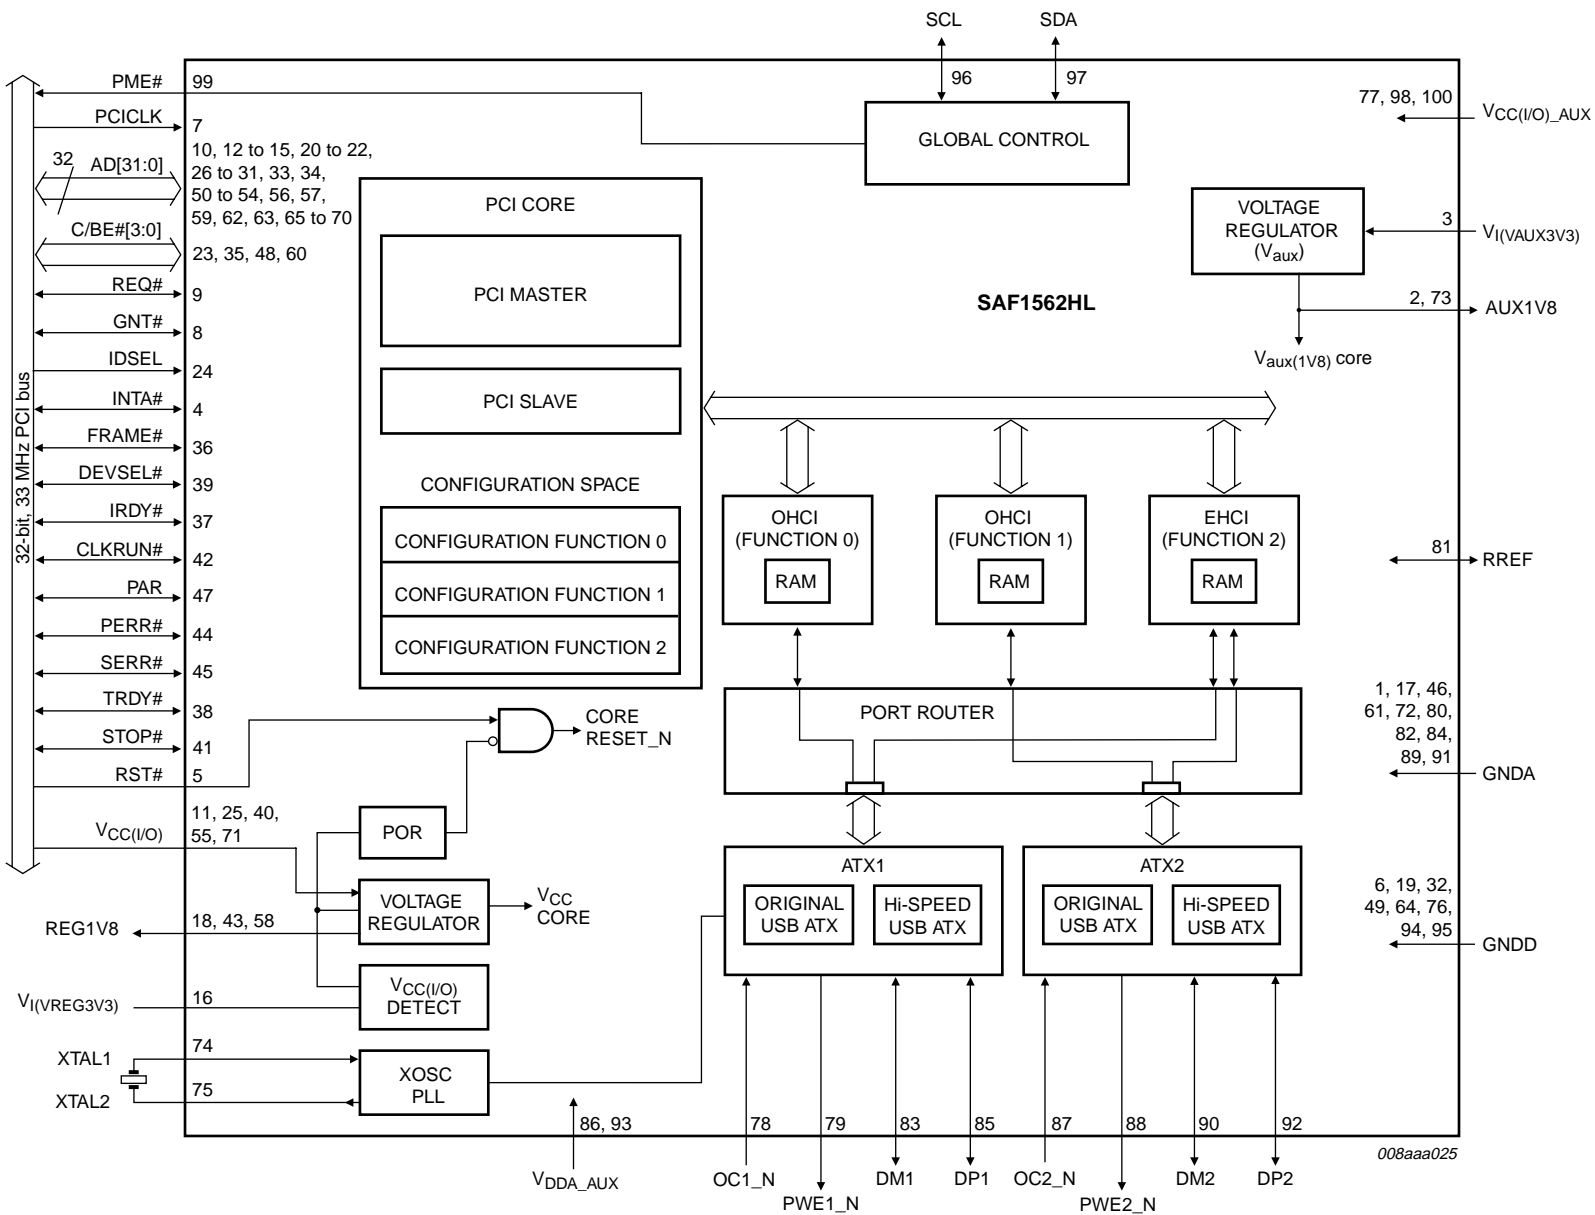 SCL
SDA
96
97
GLOBAL CONTROL
77, 98, 100
VCC(I/O)_AUX
32-bit, 33 MHz PCI bus
PME#
99
PCICLK
7
32
AD[31:0]
10, 12 to 15, 20 to 22,
26 to 31, 33, 34,
50 to 54, 56, 57,
59, 62, 63, 65 to 70
C/BE#[3:0]
23, 35, 48, 60
REQ#
9
GNT#
8
IDSEL
24
INTA#
4
FRAME#
36
DEVSEL#
39
IRDY#
37
CLKRUN#
42
PAR
47
PERR#
44
SERR#
45
TRDY#
38
STOP#
41
RST#
5
VCC(I/O)
11, 25, 40,
55, 71
REG1V8
18, 43, 58
VI(VREG3V3)
16
XTAL1
74
XTAL2
75
PCI CORE
PCI MASTER
PCI SLAVE
CONFIGURATION SPACE
CONFIGURATION FUNCTION 0
CONFIGURATION FUNCTION 1
CONFIGURATION FUNCTION 2
CORE
RESET_N
POR
VOLTAGE
REGULATOR
VCC
CORE
VCC(I/O)
DETECT
XOSC
PLL
SAF1562HL
VOLTAGE
REGULATOR
(Vaux)
3
VI(VAUX3V3)
2, 73
AUX1V8
Vaux(1V8) core
OHCI
(FUNCTION 0)
RAM
OHCI
(FUNCTION 1)
RAM
EHCI
(FUNCTION 2)
RAM
81
RREF
PORT ROUTER
1, 17, 46,
61, 72, 80,
82, 84,
89, 91
GNDA
ATX1
ORIGINAL
USB ATX
Hi-SPEED
USB ATX
ATX2
ORIGINAL
USB ATX
Hi-SPEED
USB ATX
6, 19, 32,
49, 64, 76,
94, 95
GNDD
86, 93
VDDA_AUX
78
OC1_N
79
PWE1_N
83
DM1
85
DP1
87
OC2_N
88
PWE2_N
90
DM2
92
DP2
008aaa025